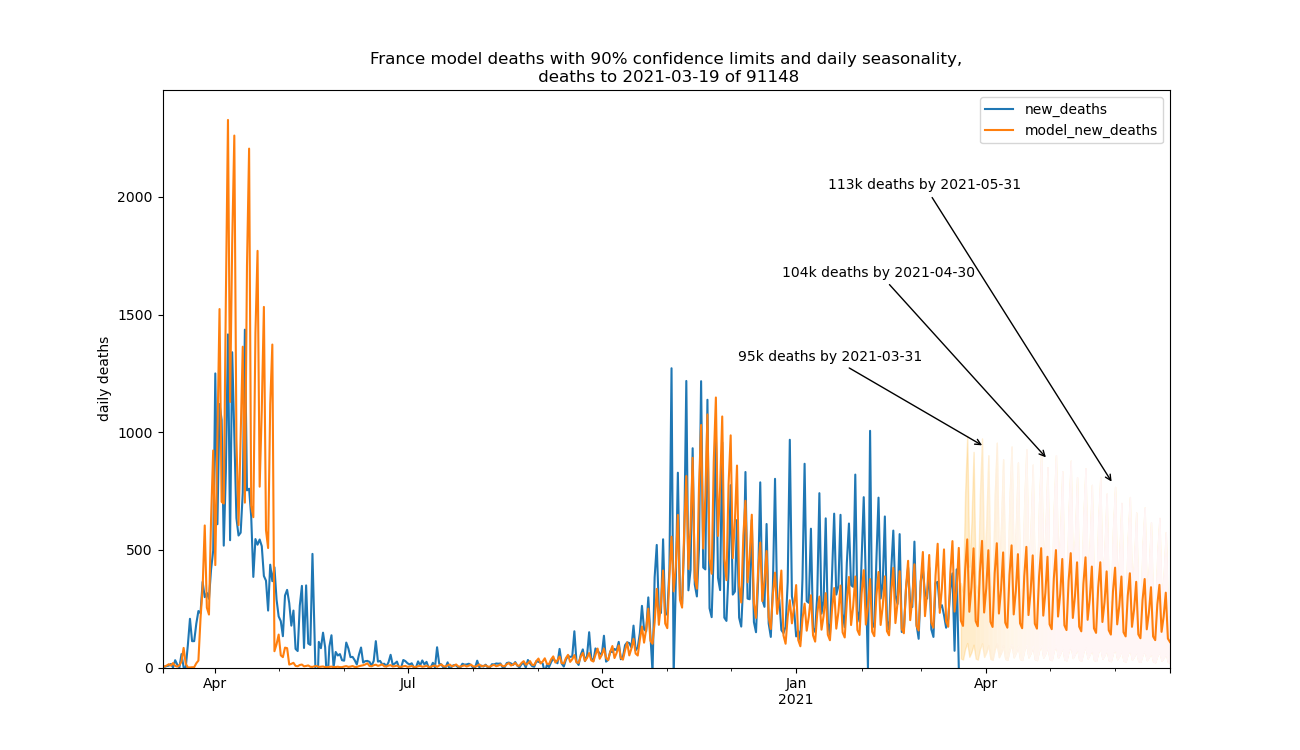 France model deaths with 90% confidence limits and daily seasonality,
deaths to 2021-03-19 of 91148
new_deaths
model_new_deaths
113k deaths by 2021-05-31
104k deaths by 2021-04-30
95k deaths by 2021-03-31
daily deaths
2000
1500
1000
500
0
Apr
Jul
Oct
Jan
2021
Apr